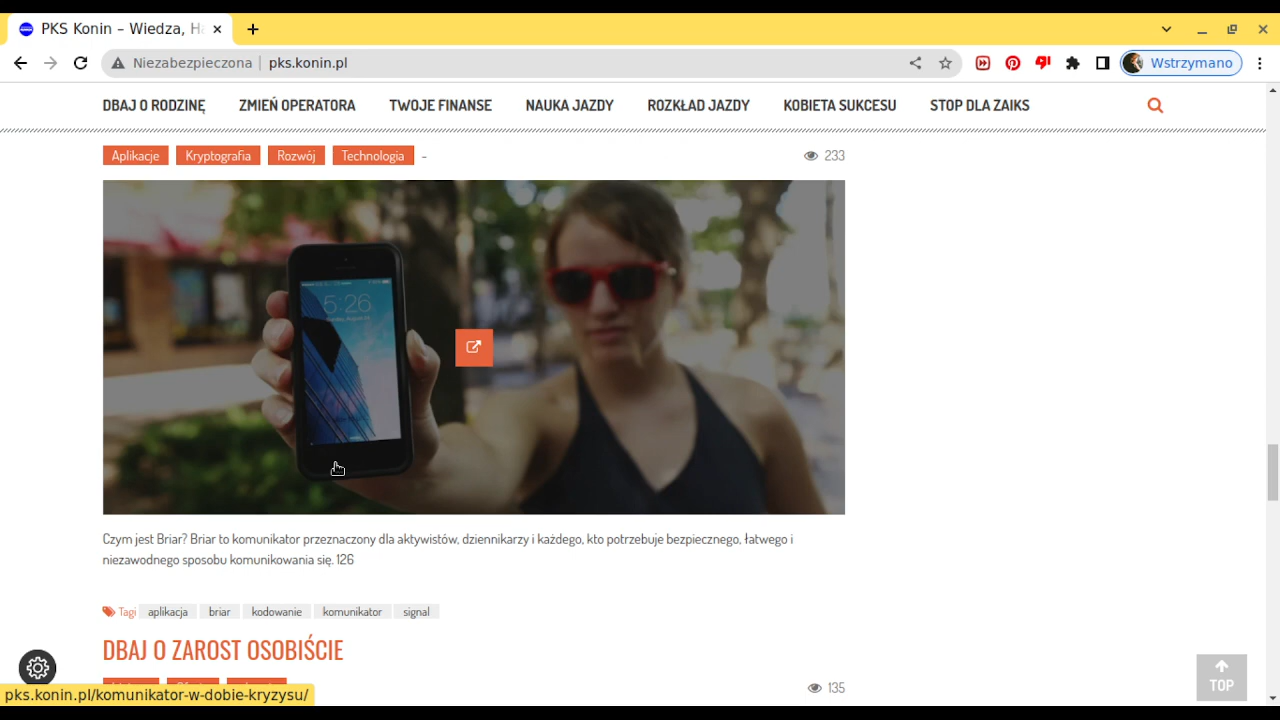 PKS Konin – Wiedza, Ha
Niezabezpieczona
pks.konin.pl
Wstrzymano
DBAJ O RODZINĘ ZMIEŃ OPERATORA TWOJE FINANSE NAUKA JAZDY ROZKŁAD JAZDY KOBIETA SUKCESU STOP DLA ZAIKS
Aplikacje Kryptografia Rozwój Technologia -
233
5:26
Czym jest Briar? Briar to komunikator przeznaczony dla aktywistów, dziennikarzy i każdego, kto potrzebuje bezpiecznego, łatwego i
niezawodnego sposobu komunikowania się. 126
Tagi aplikacja briar kodowanie komunikator signal
DBAJ O ZAROST OSOBIŚCIE
135
TOP
pks.konin.pl/komunikator-w-dobie-kryzysu/